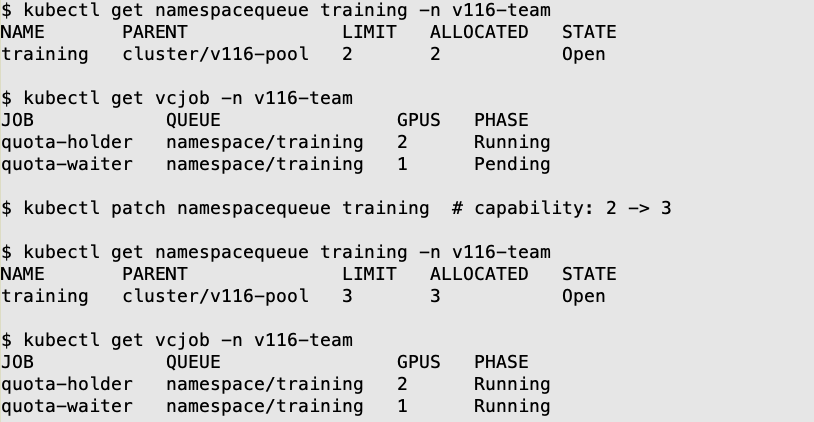 $ kubectl get namespacequeue training -n v116-team
NAME       PARENT              LIMIT   ALLOCATED   STATE
training   cluster/v116-pool   2       2           Open

$ kubectl get vcjob -n v116-team
JOB            QUEUE                GPUS   PHASE
quota-holder   namespace/training   2      Running
quota-waiter   namespace/training   1      Pending

$ kubectl patch namespacequeue training  # capability: 2 -> 3

$ kubectl get namespacequeue training -n v116-team
NAME       PARENT              LIMIT   ALLOCATED   STATE
training   cluster/v116-pool   3       3           Open

$ kubectl get vcjob -n v116-team
JOB            QUEUE                GPUS   PHASE
quota-holder   namespace/training   2      Running
quota-waiter   namespace/training   1      Running